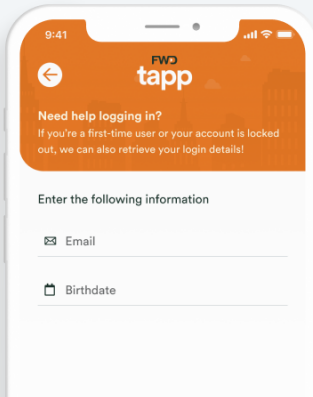 9:41
FWD
tapp
Need help logging in?
If you're a first-time user or your account is locked
out, we can also retrieve your login details!
Enter the following information
Email
Birthdate